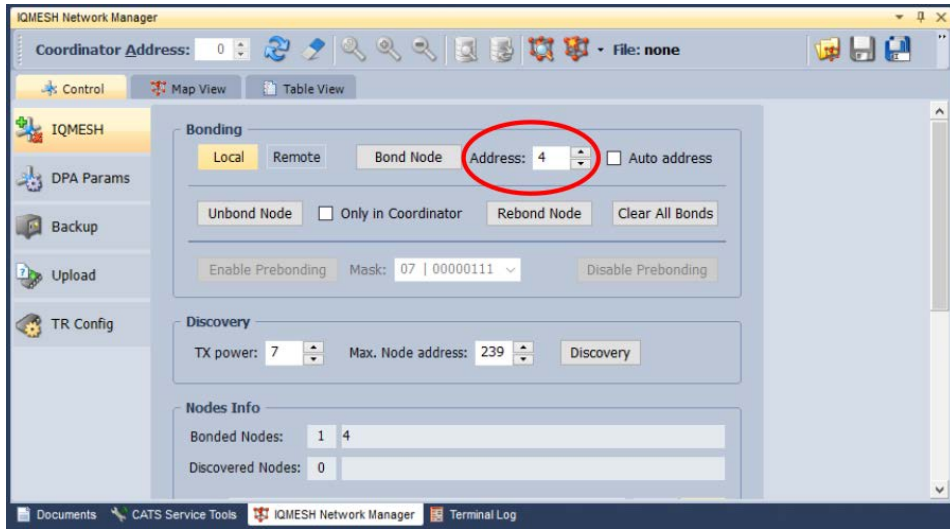 IQMESH Network Manager
Coordinator Address: 0 File: none
Control Map View Table View
IQMESH
DPA Params
Backup
Upload
TR Config
Bonding
Local Remote Bond Node Address: 4 Auto address
Unbond Node Only in Coordinator Rebond Node Clear All Bonds
Enable Prebonding Mask: 07 | 00000111 Disable Prebonding
Discovery
TX power: 7 Max. Node address: 239 Discovery
Nodes Info
Bonded Nodes: 1 4
Discovered Nodes: 0
Documents CATS Service Tools IQMESH Network Manager Terminal Log